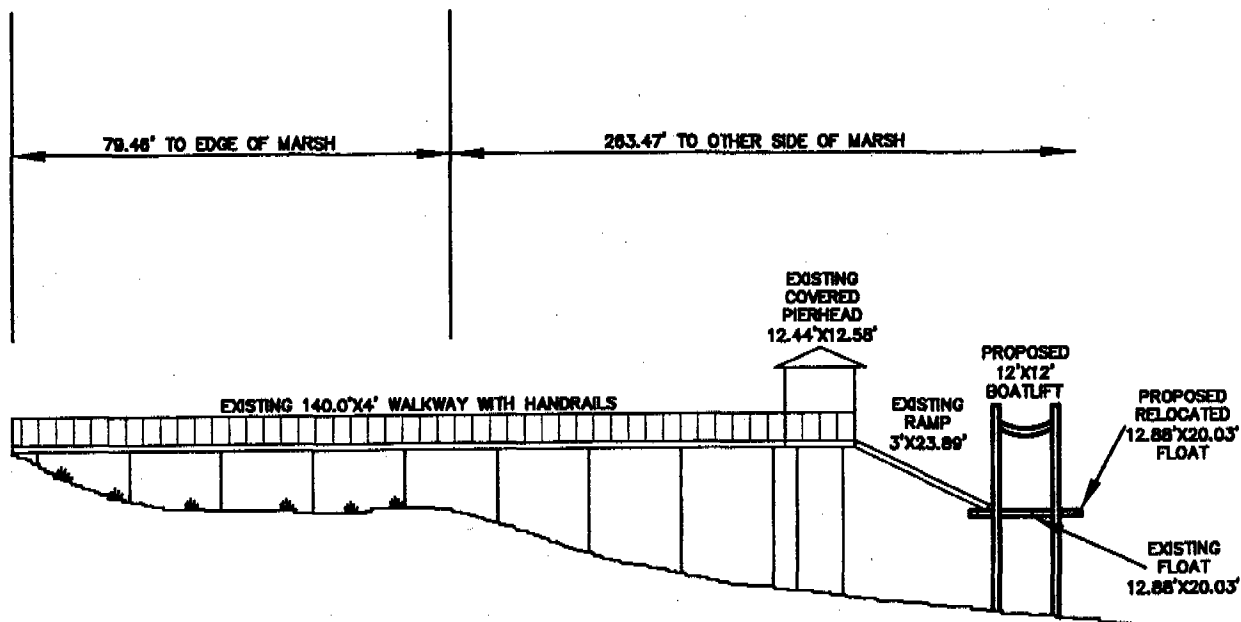 79.46' TO EDGE OF MARSH
263.47' TO OTHER SIDE OF MARSH
EXISTING
COVERED
PIERHEAD
12.44'X12.58'
PROPOSED
12'X12'
BOATLIFT
EXISTING 140.0'X4' WALKWAY WITH HANDRAILS
EXISTING
RAMP
3'X23.89'
PROPOSED
RELOCATED
12.88'X20.03'
FLOAT
EXISTING
FLOAT
12.88'X20.03'